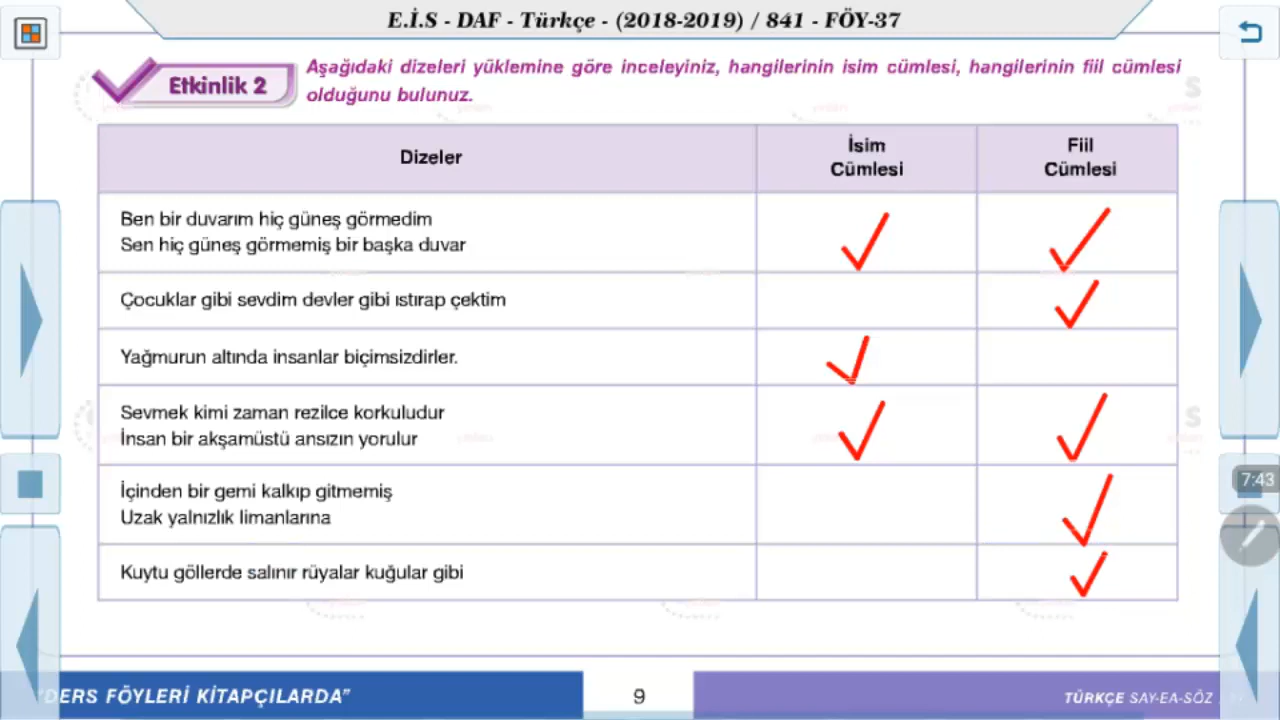 E.İ.S - DAF - Türkçe - (2018-2019) / 841 - FÖY-37
Etkinlik 2
Aşağıdaki dizeleri yüklemine göre inceleyiniz, hangilerinin isim cümlesi, hangilerinin fiil cümlesi
olduğunu bulunuz.
Dizeler
İsim
Cümlesi
Fiil
Cümlesi
Ben bir duvarım hiç güneş görmedim
Sen hiç güneş görmemiş bir başka duvar
Çocuklar gibi sevdim devler gibi ıstırap çektim
Yağmurun altında insanlar biçimsizdirler.
Sevmek kimi zaman rezilce korkuludur
İnsan bir akşamüstü ansızın yorulur
7:43
İçinden bir gemi kalkıp gitmemiş
Uzak yalnızlık limanlarına
Kuytu göllerde salınır rüyalar kuğular gibi
"DERS FÖYLERİ KİTAPÇILARDA"
9
TÜRKÇE SAY-EA-SÖZ